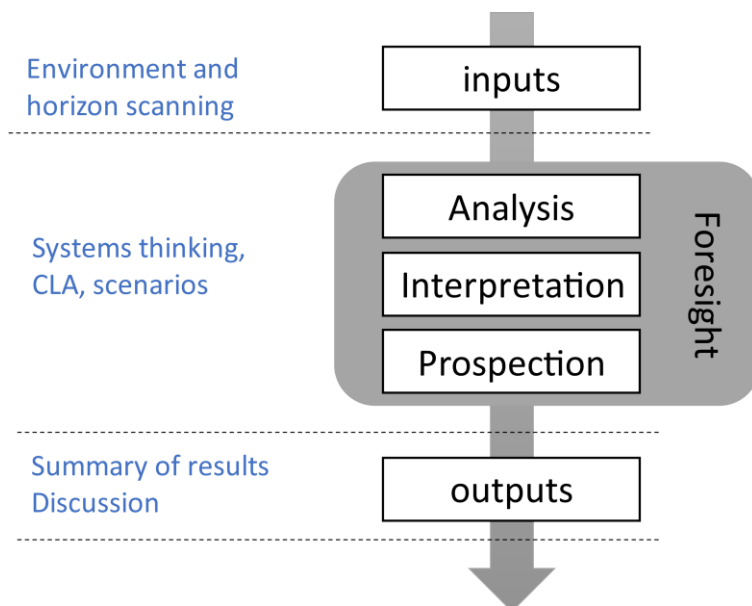 Environment and
horizon scanning
inputs
Systems thinking,
CLA, scenarios
Analysis
Interpretation
Prospection
Foresight
Summary of results
Discussion
outputs